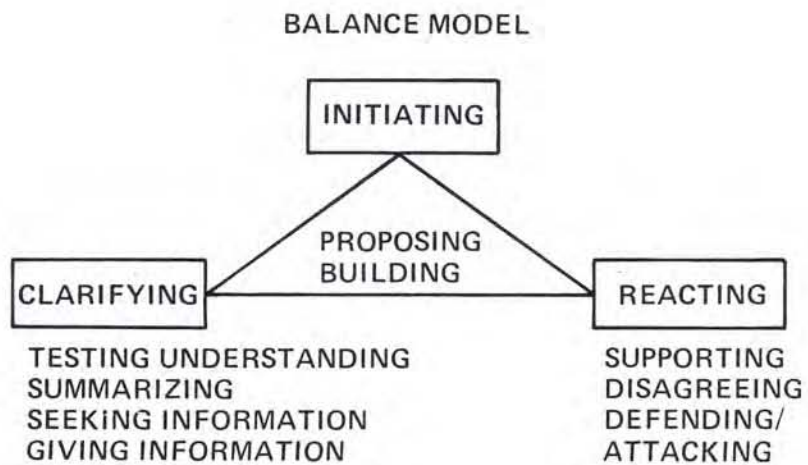 BALANCE MODEL
INITIATING
PROPOSING
BUILDING
CLARIFYING
REACTING
TESTING UNDERSTANDING
SUMMARIZING
SEEKiNG INFORMATION
GIVING INFORMATION
SUPPORTING
DISAGREEING
DEFENDING/
ATTACKING